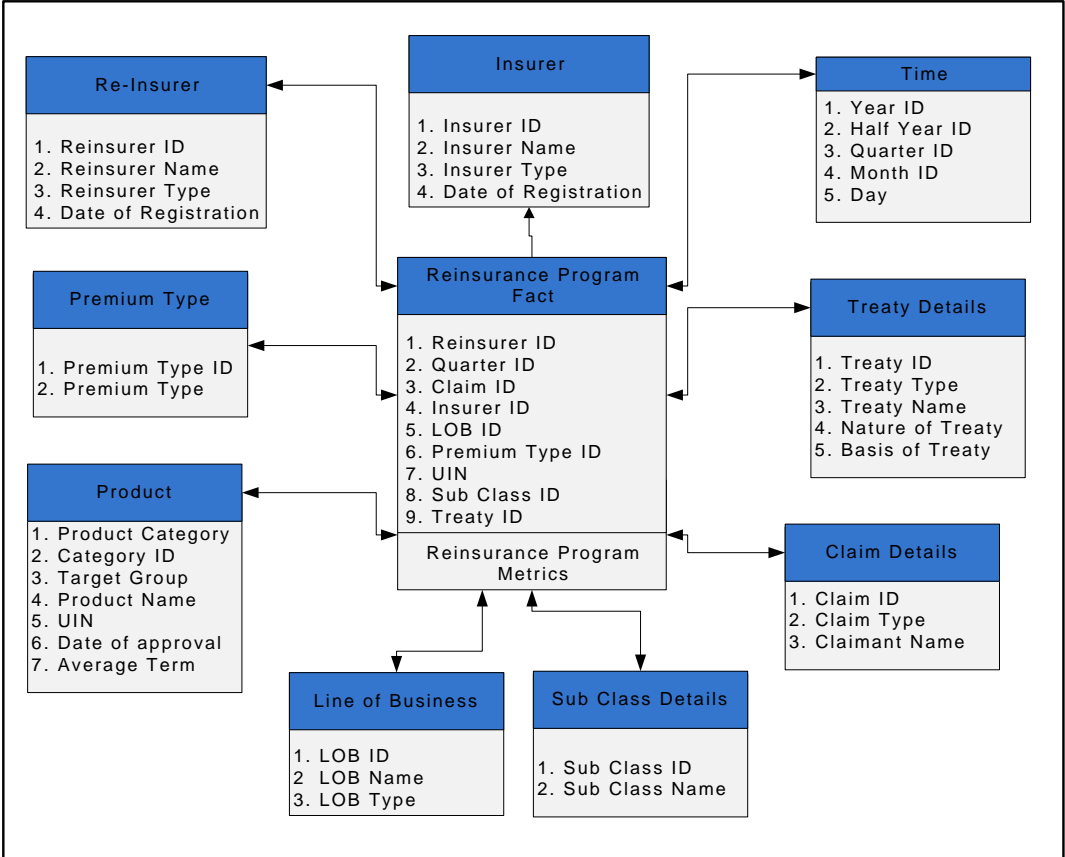 Re-Insurer
1. Reinsurer ID
2. Reinsurer Name
3. Reinsurer Type
4. Date of Registration
Insurer
1. Insurer ID
2. Insurer Name
3. Insurer Type
4. Date of Registration
Time
1. Year ID
2. Half Year ID
3. Quarter ID
4. Month ID
5. Day
Premium Type
1. Premium Type ID
2. Premium Type
Reinsurance Program
Fact
1. Reinsurer ID
2. Quarter ID
3. Claim ID
4. Insurer ID
5. LOB ID
6. Premium Type ID
7. UIN
8. Sub Class ID
9. Treaty ID
Reinsurance Program
Metrics
Treaty Details
1. Treaty ID
2. Treaty Type
3. Treaty Name
4. Nature of Treaty
5. Basis of Treaty
Product
1. Product Category
2. Category ID
3. Target Group
4. Product Name
5. UIN
6. Date of approval
7. Average Term
Claim Details
1. Claim ID
2. Claim Type
3. Claimant Name
Line of Business
1. LOB ID
2 LOB Name
3. LOB Type
Sub Class Details
1. Sub Class ID
2. Sub Class Name